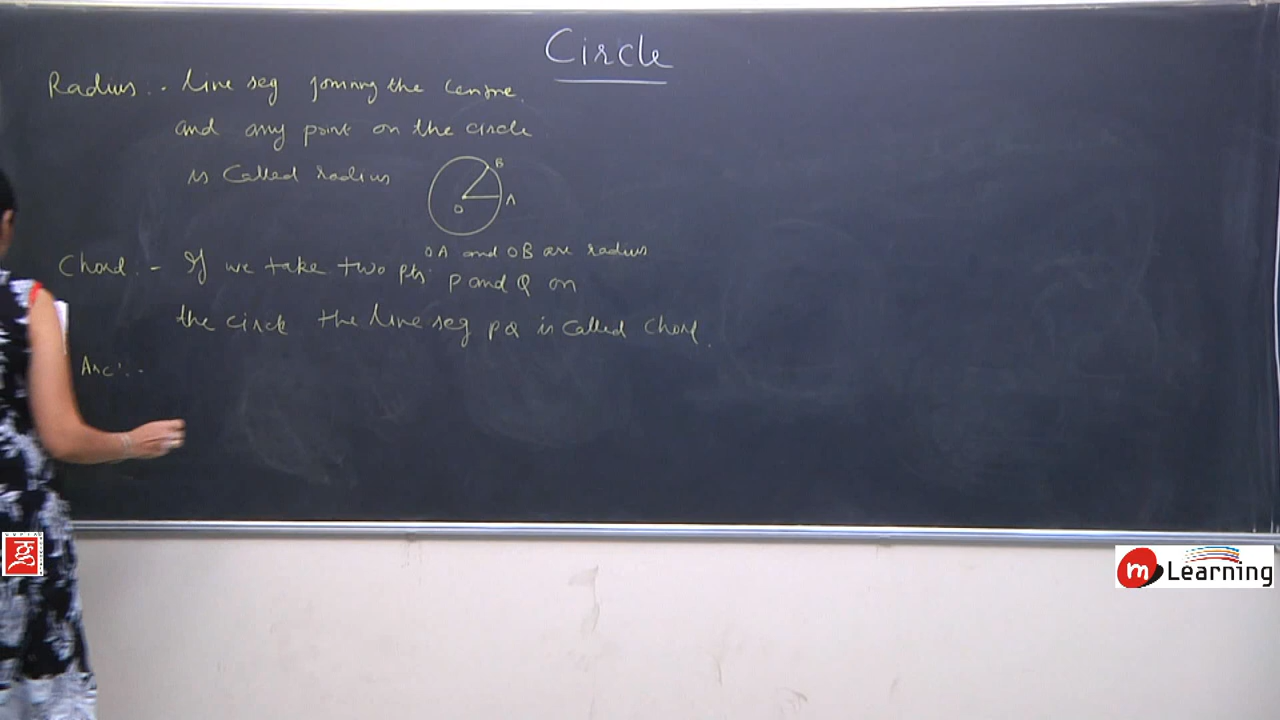 Circle
Radius :- line seg joining the centre
and any point on the circle
is called radius
B
A
O
OA and OB are radius
Chord :- If we take two pts. P and Q on
the circle the line seg PQ is called chord.
Arc :-
m Learning